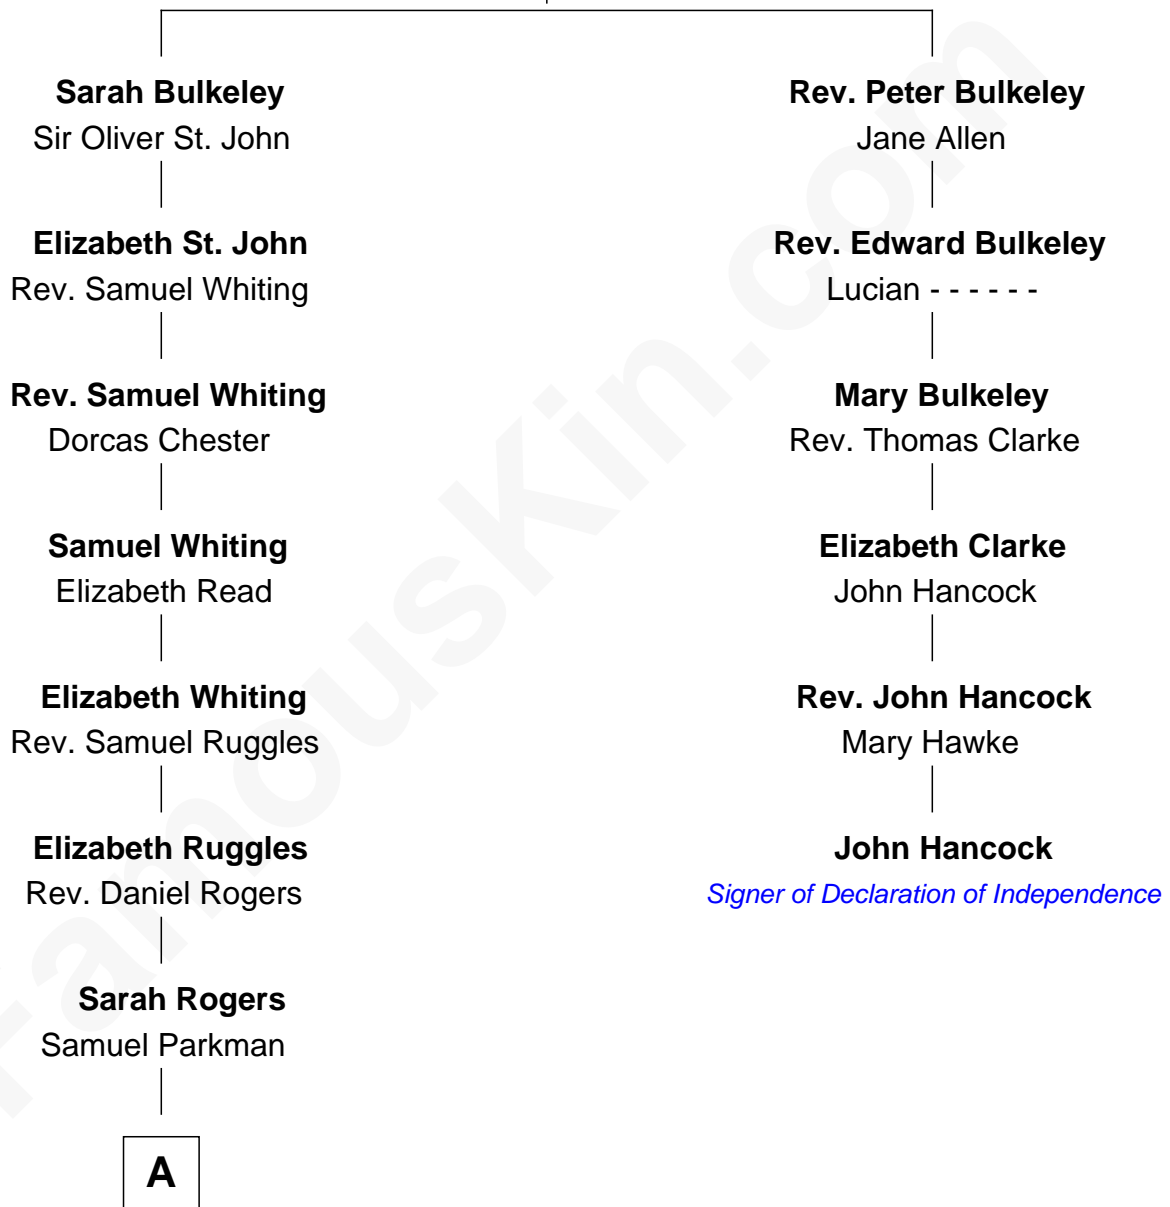 Sarah Bulkeley
Sir Oliver St. John
Elizabeth St. John
Rev. Samuel Whiting
Rev. Samuel Whiting
Dorcas Chester
Samuel Whiting
Elizabeth Read
Elizabeth Whiting
Rev. Samuel Ruggles
Elizabeth Ruggles
Rev. Daniel Rogers
Sarah Rogers
Samuel Parkman
A
Rev. Peter Bulkeley
Jane Allen
Rev. Edward Bulkeley
Lucian - - - - - -
Mary Bulkeley
Rev. Thomas Clarke
Elizabeth Clarke
John Hancock
Rev. John Hancock
Mary Hawke
John Hancock
Signer of Declaration of Independence
FamousKin.com